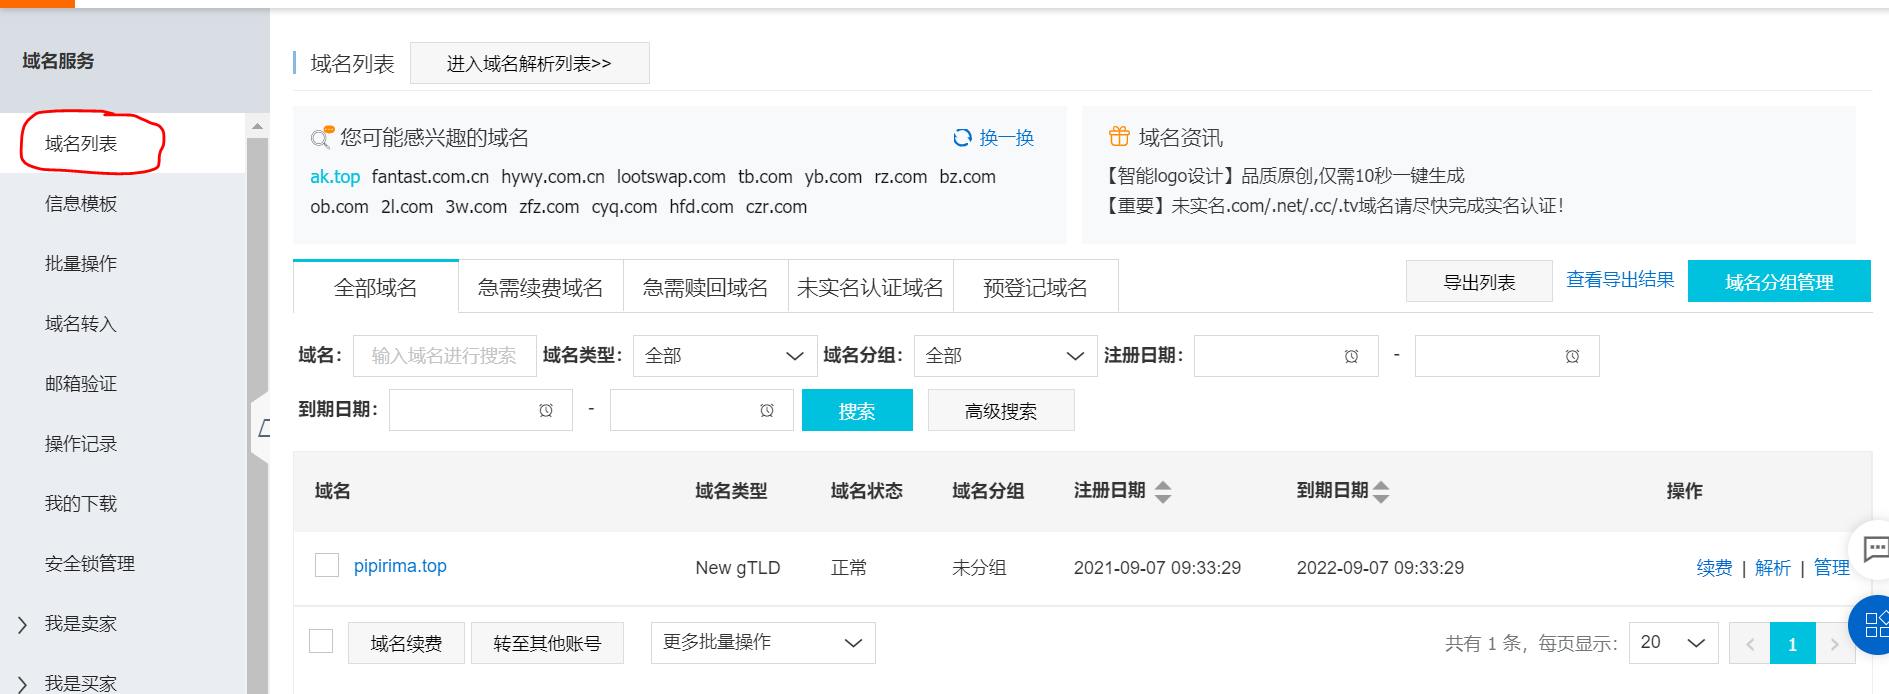 域名服务
域名列表
信息模板
批量操作
域名转入
邮箱验证
操作记录
我的下载
安全锁管理
我是卖家
我是买家
域名列表 进入域名解析列表>>
您可能感兴趣的域名 换一换
ak.top fantast.com.cn hywy.com.cn lootswap.com tb.com yb.com rz.com bz.com
ob.com 2l.com 3w.com zfz.com cyq.com hfd.com czr.com
域名资讯
【智能logo设计】品质原创,仅需10秒一键生成
【重要】未实名.com/.net/.cc/.tv域名请尽快完成实名认证！
全部域名 急需续费域名 急需赎回域名 未实名认证域名 预登记域名 导出列表 查看导出结果 域名分组管理
域名： 输入域名进行搜索 域名类型： 全部 域名分组： 全部 注册日期： -
到期日期： - 搜索 高级搜索
域名 域名类型 域名状态 域名分组 注册日期 到期日期 操作
pipirima.top New gTLD 正常 未分组 2021-09-07 09:33:29 2022-09-07 09:33:29 续费 | 解析 | 管理
域名续费 转至其他账号 更多批量操作 共有 1 条，每页显示： 20 < 1 >